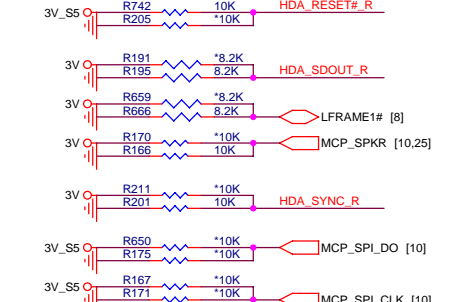 R742 10K HDA_RESET#_R
3V_S5 R205 *10K
R191 *8.2K
3V R195 8.2K HDA_SDOUT_R
R659 *8.2K
3V R666 8.2K LFRAME1# [8]
R170 *10K
3V R166 10K MCP_SPKR [10,25]
R211 *10K
3V R201 10K HDA_SYNC_R
R650 *10K
3V_S5 R175 *10K MCP_SPI_DO [10]
R167 *10K
3V_S5 R171 *10K MCP_SPI_CLK [10]